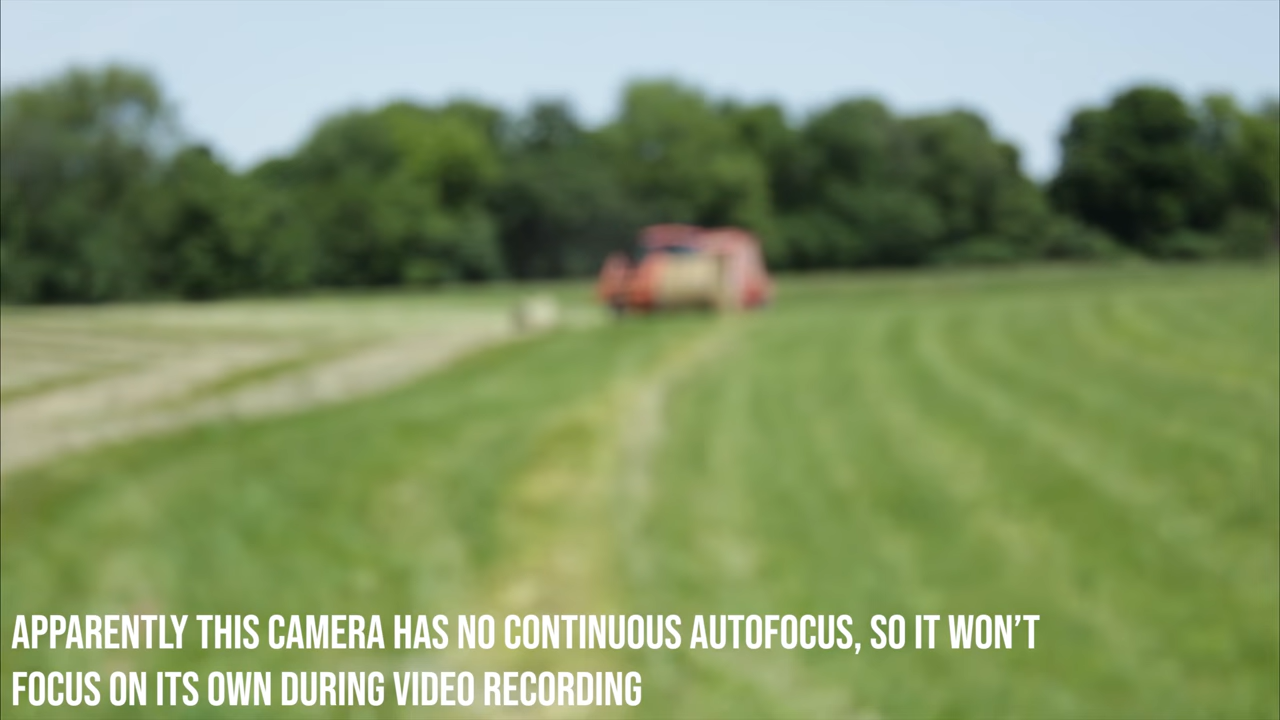 APPARENTLY THIS CAMERA HAS NO CONTINUOUS AUTOFOCUS, SO IT WON’T
FOCUS ON ITS OWN DURING VIDEO RECORDING